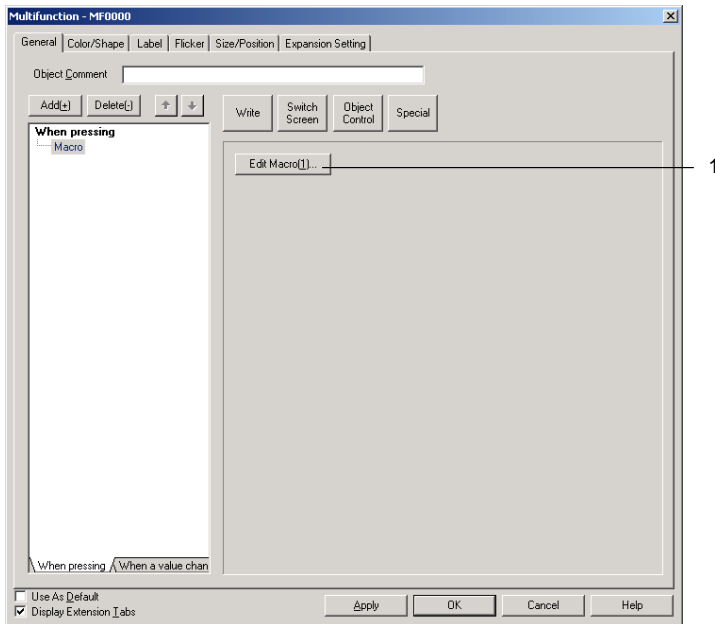 Multifunction - MF0000
General Color/Shape Label Flicker Size/Position Expansion Setting
Object Comment
Add(+) Delete(-)
Write
Switch Screen
Object Control
Special
When pressing
Macro
Edit Macro(1)...
1
When pressing When a value chan
Use As Default
Display Extension Tabs
Apply OK Cancel Help